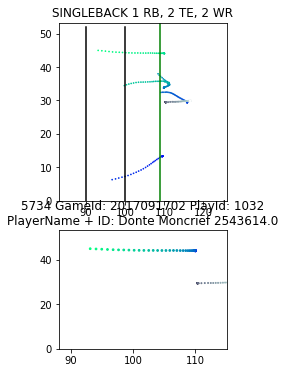 SINGLEBACK 1 RB, 2 TE, 2 WR
50
40
30
20
10
0
90 100 110 120
5734 GameId: 2017091702 PlayId: 1032
PlayerName + ID: Donte Moncrief 2543614.0
40
20
0
90 100 110